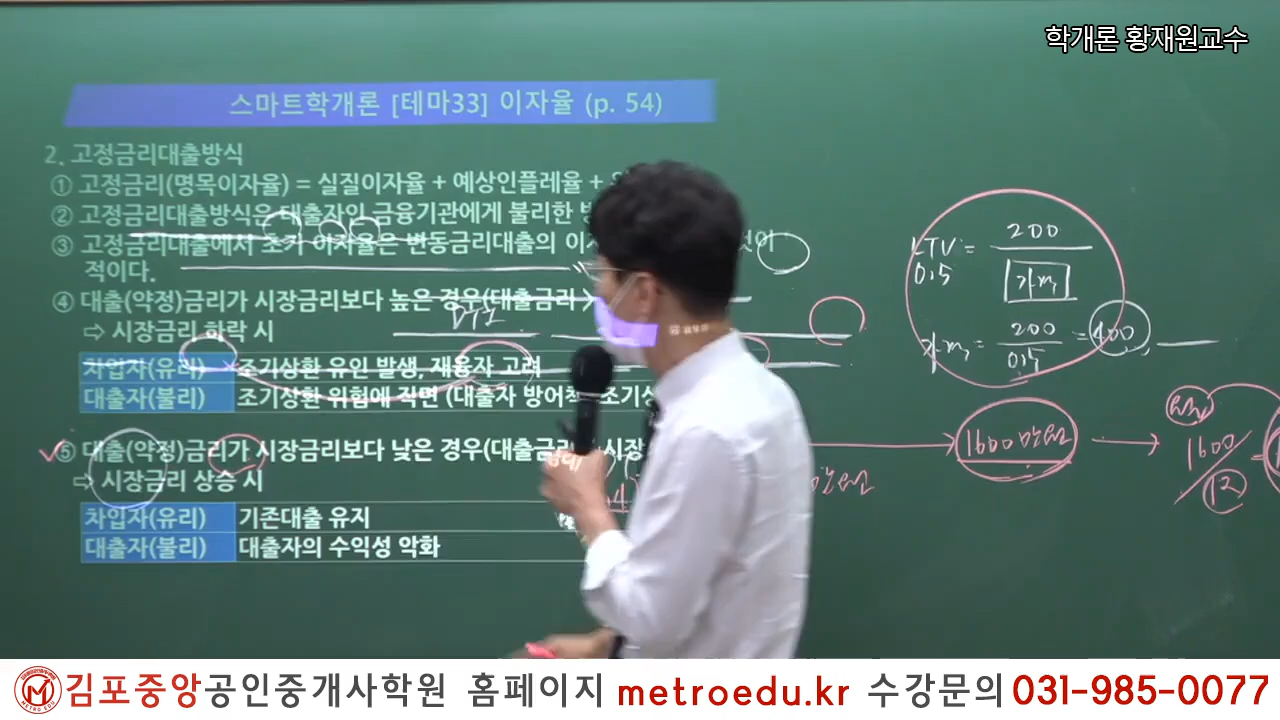 학개론 황재원교수
스마트학개론 [테마33] 이자율 (p. 54)
2. 고정금리대출방식
① 고정금리(명목이자율) = 실질이자율 + 예상인플레율 +
② 고정금리대출방식은 대출자인 금융기관에게 불리한
③ 고정금리대출에서 초기 이자율은 변동금리대출의
적이다.
④ 대출(약정)금리가 시장금리보다 높은 경우(대출금리 >
⇨ 시장금리 하락 시
차입자(유리) 조기상환 유인 발생, 재융자 고려
대출자(불리) 조기상환 위험에 직면 (대출자 방어책
⑤ 대출(약정)금리가 시장금리보다 낮은 경우(대출금리
⇨ 시장금리 상승 시
차입자(유리) 기존대출 유지
대출자(불리) 대출자의 수익성 악화
DTI
LTV = 200
0.5
200
0.5
= 400
1600만원
만원
1600
12
METRO EDU
김포중앙공인중개사학원 홈페이지 metroedu.kr 수강문의 031-985-0077